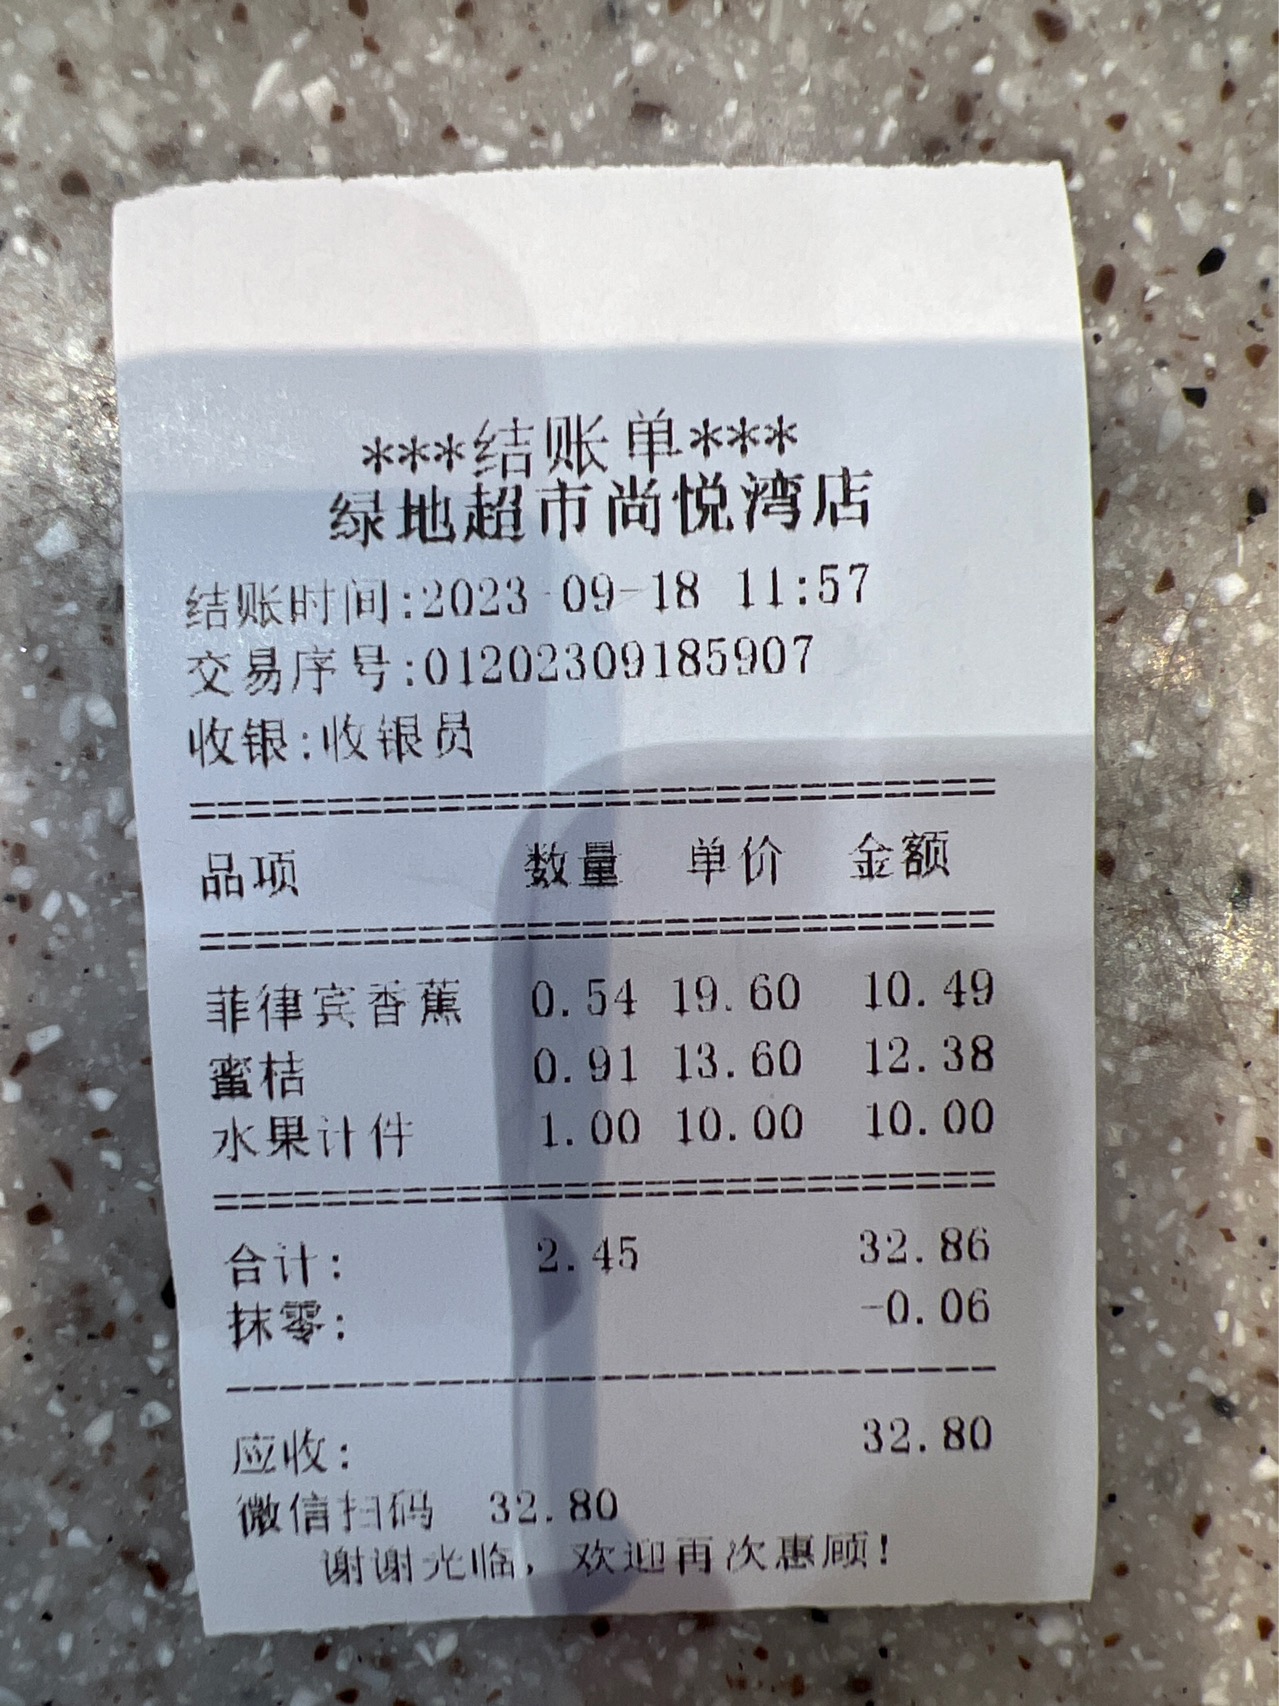 ***结账单***
绿地超市尚悦湾店
结账时间:2023-09-18 11:57
交易序号:01202309185907
收银:收银员
品项 数量 单价 金额
菲律宾香蕉 0.54 19.60 10.49
蜜桔 0.91 13.60 12.38
水果计件 1.00 10.00 10.00
合计: 2.45 32.86
抹零: -0.06
应收: 32.80
微信扫码 32.80
谢谢光临，欢迎再次惠顾!